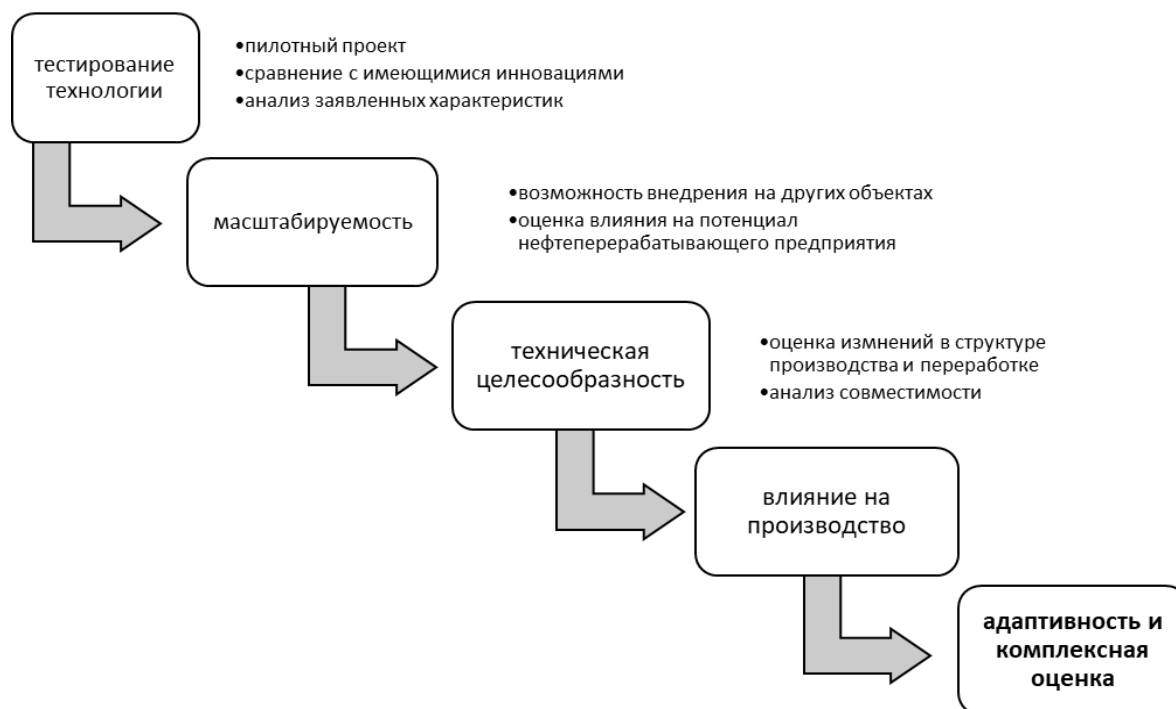 тестирование
технологии
•пилотный проект
•сравнение с имеющимися инновациями
•анализ заявленных характеристик
масштабируемость
•возможность внедрения на других объектах
•оценка влияния на потенциал
нефтеперерабатывающего предприятия
техническая
целесообразность
•оценка измнений в структуре
производства и переработке
•анализ совместимости
влияние на
производство
адаптивность и
комплексная
оценка